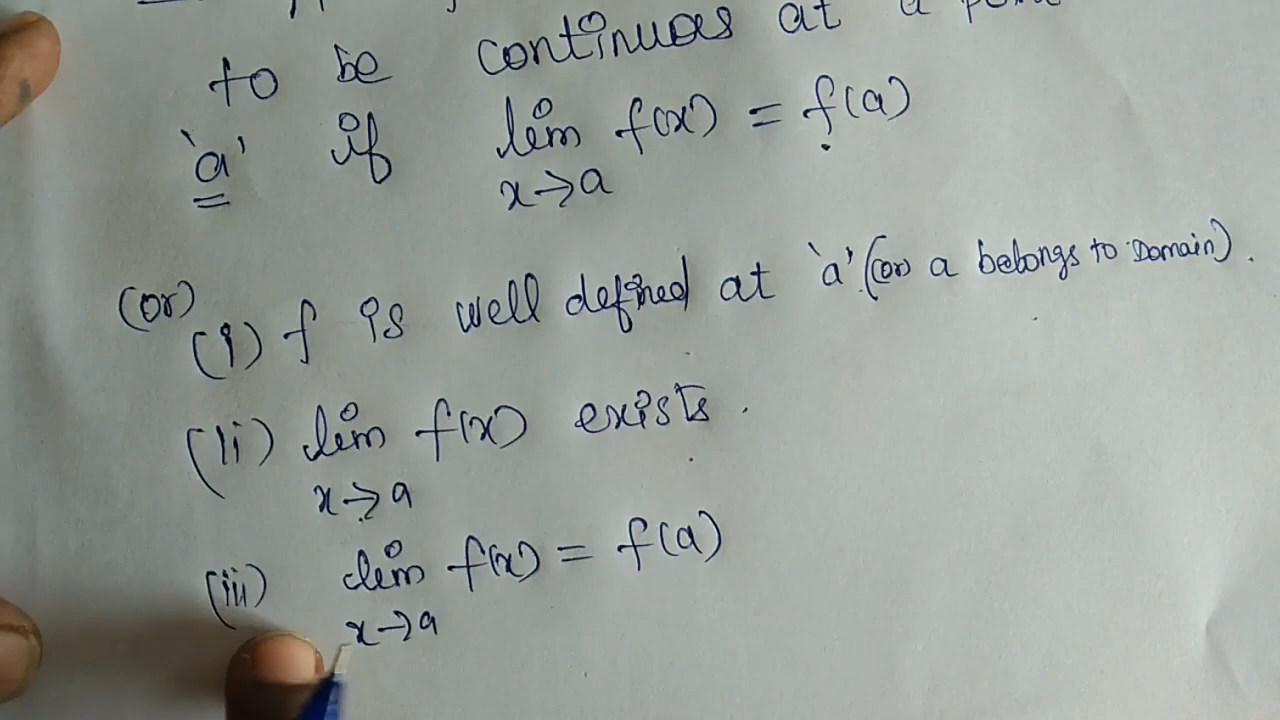 to be continuous at a
'a' if lim f(x) = f(a)
x→a
(or)
(i) f is well defined at 'a' (or) a belongs to Domain).
(ii) lim f(x) exists.
x→a
(iii) lim f(x) = f(a)
x→a